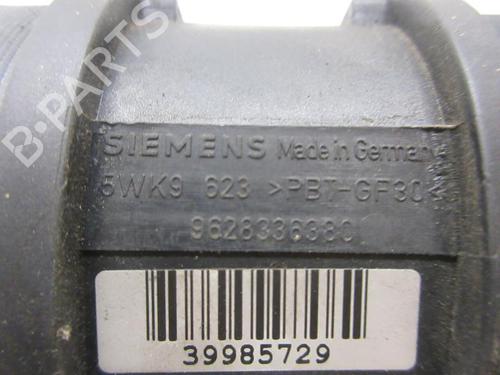 B-PARTS
SIEMENS Made in Germany
5WK9 623 >PBT-GF30<
9628336380
39985729